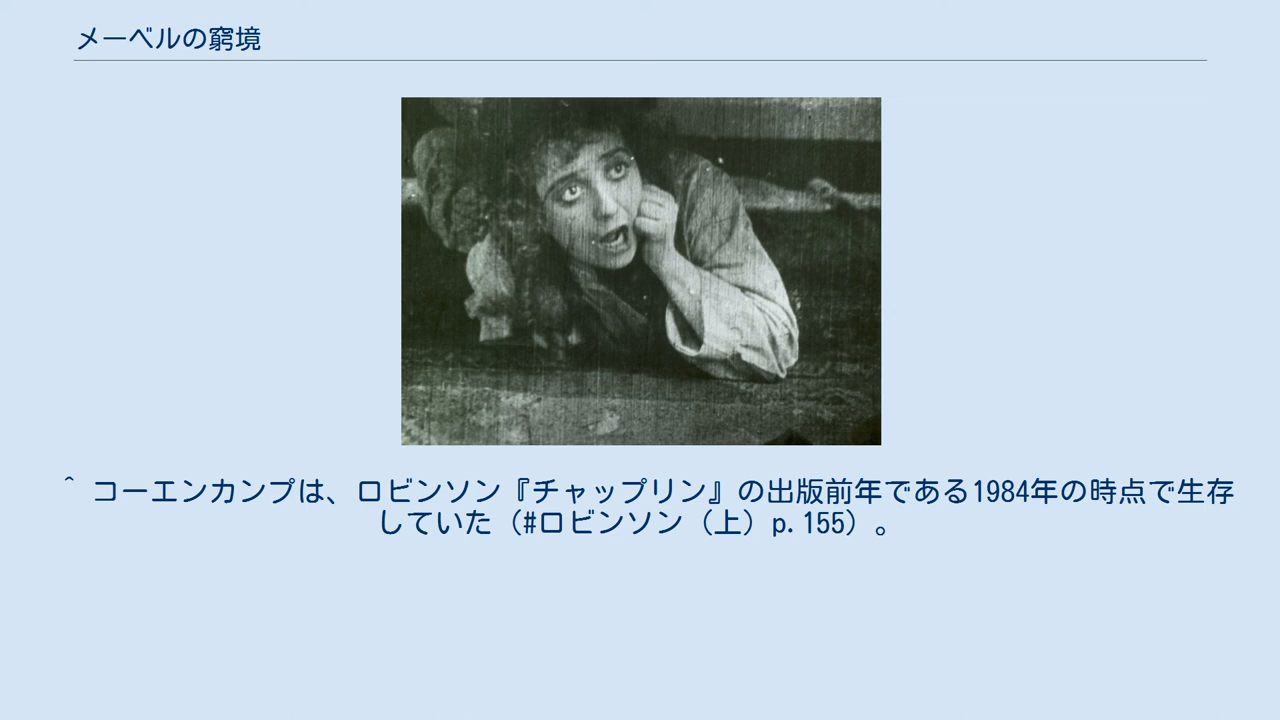 メーベルの窮境
^ コーエンカンプは、ロビンソン『チャップリン』の出版前年である1984年の時点で生存
していた（#ロビンソン（上）p.155）。